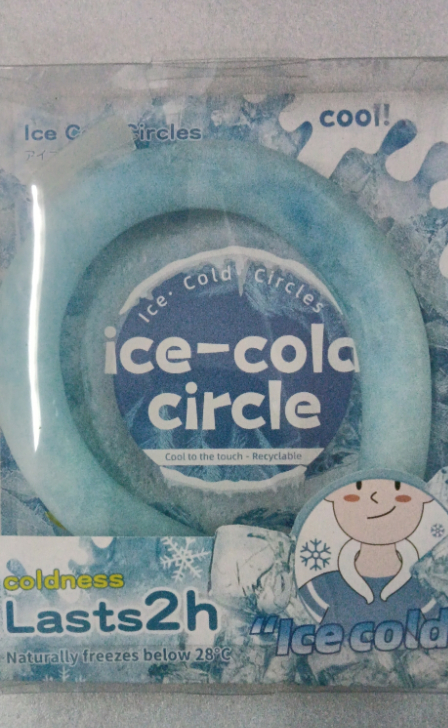 cool!
Ice Circles
Ice· Cold· Circles
ice-cold
circle
Cool to the touch - Recyclable
coldness
Lasts2h
Naturally freezes below 28°C
"Ice cold